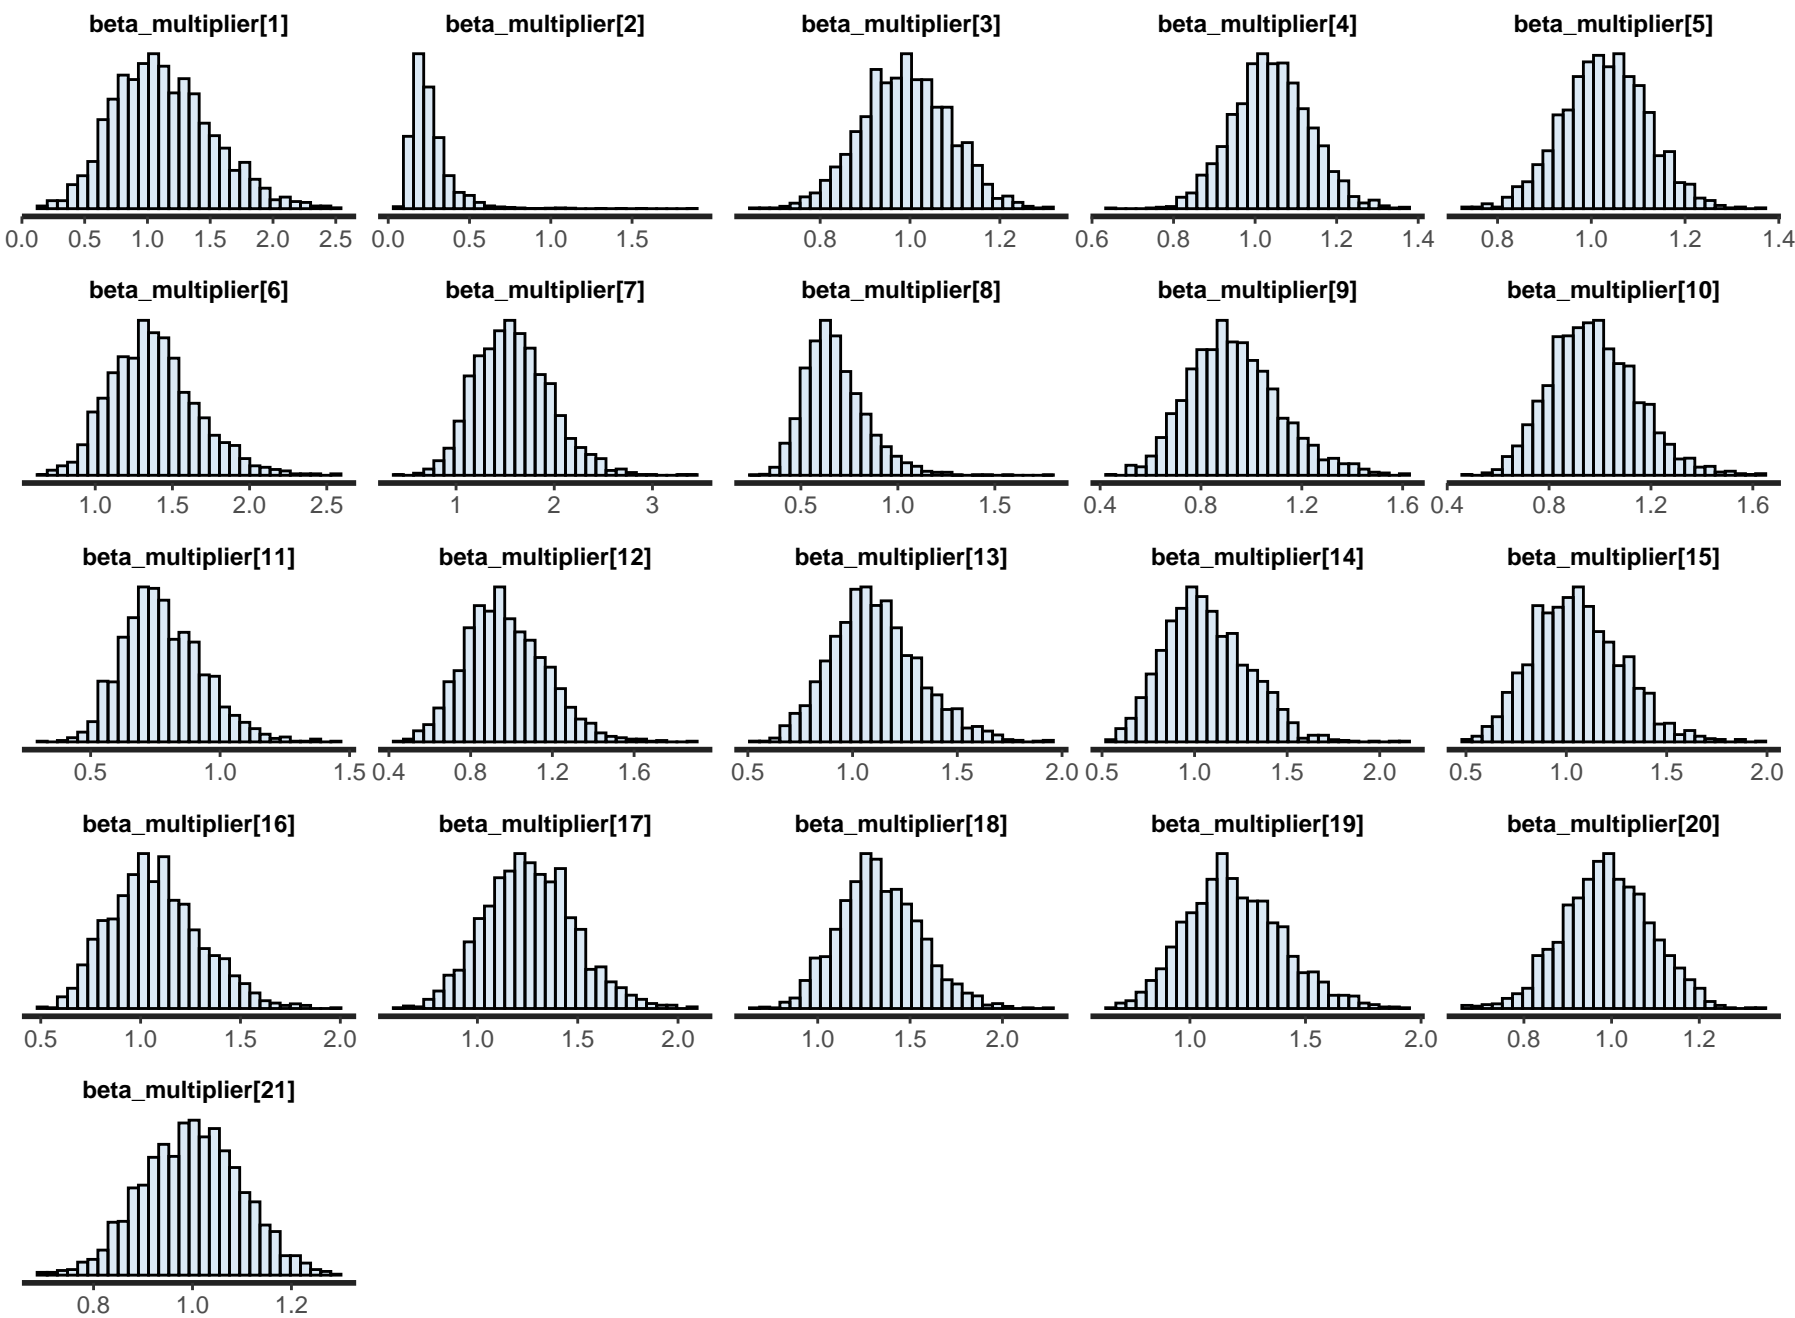 beta_multiplier[1] beta_multiplier[2] beta_multiplier[3] beta_multiplier[4] beta_multiplier[5]
0.0 0.5 1.0 1.5 2.0 2.5 0.0 0.5 1.0 1.5 0.8 1.0 1.2 0.6 0.8 1.0 1.2 1.4 0.8 1.0 1.2 1.4
beta_multiplier[6] beta_multiplier[7] beta_multiplier[8] beta_multiplier[9] beta_multiplier[10]
1.0 1.5 2.0 2.5 1 2 3 0.5 1.0 1.5 0.4 0.8 1.2 1.6 0.4 0.8 1.2 1.6
beta_multiplier[11] beta_multiplier[12] beta_multiplier[13] beta_multiplier[14] beta_multiplier[15]
0.5 1.0 1.5 0.4 0.8 1.2 1.6 0.5 1.0 1.5 2.0 0.5 1.0 1.5 2.0 0.5 1.0 1.5 2.0
beta_multiplier[16] beta_multiplier[17] beta_multiplier[18] beta_multiplier[19] beta_multiplier[20]
0.5 1.0 1.5 2.0 1.0 1.5 2.0 1.0 1.5 2.0 1.0 1.5 2.0 0.8 1.0 1.2
beta_multiplier[21]
0.8 1.0 1.2